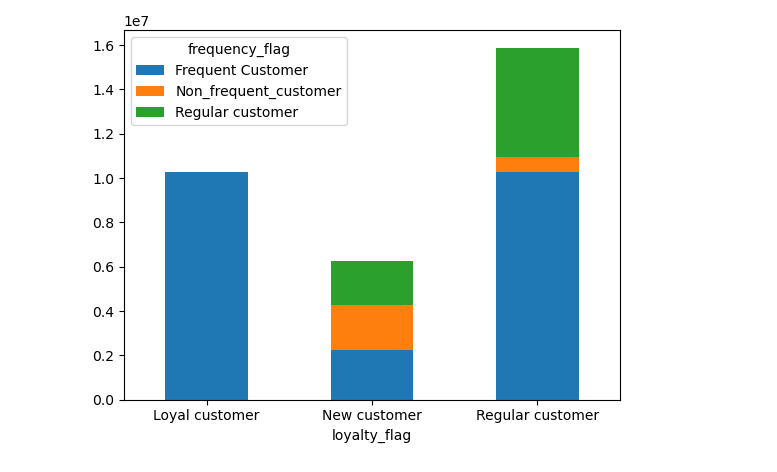 1e7
frequency_flag
Frequent Customer
Non_frequent_customer
Regular customer
1.6
1.4
1.2
1.0
0.8
0.6
0.4
0.2
0.0
Loyal customer New customer Regular customer
loyalty_flag